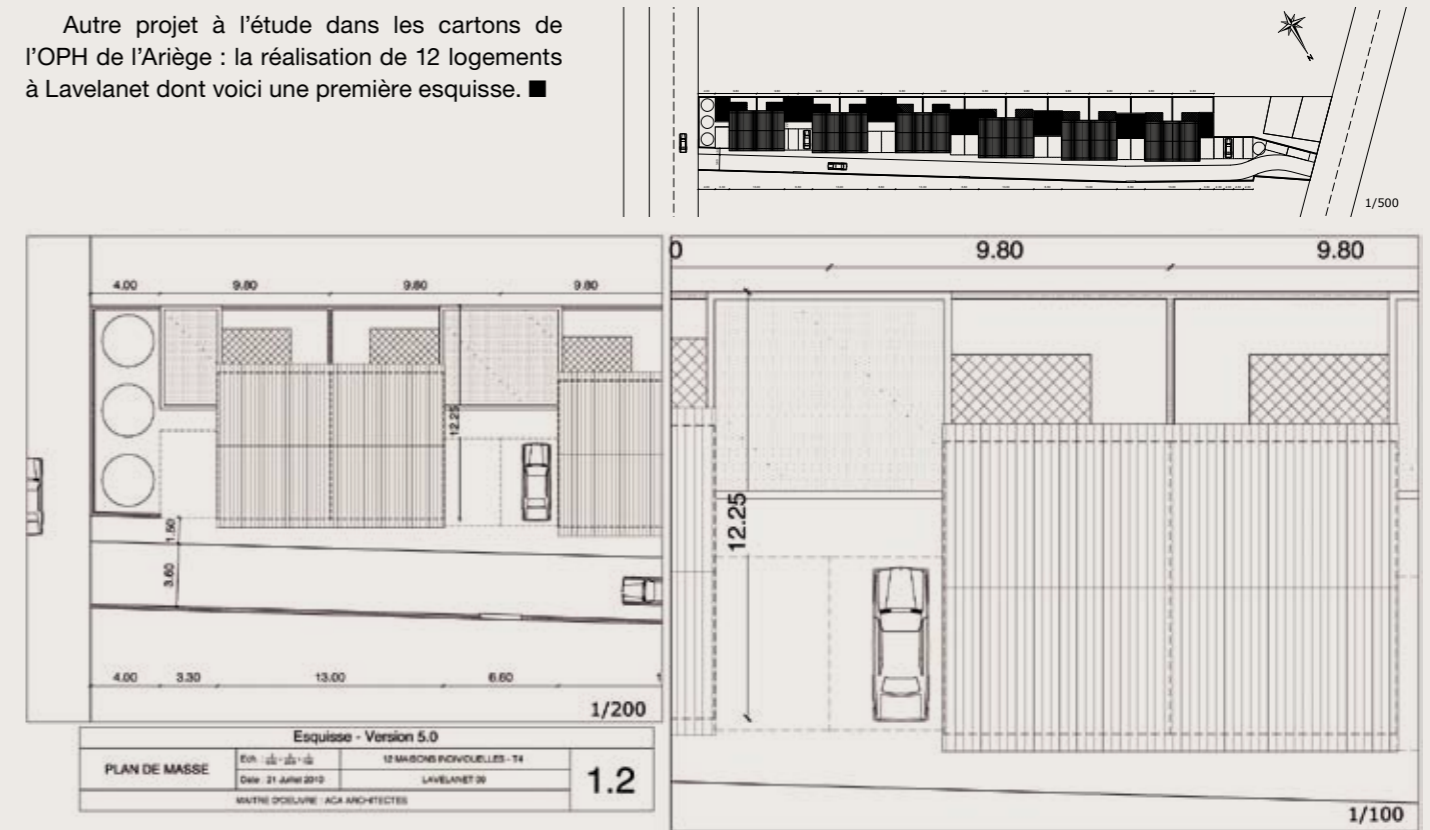 Autre projet à l’étude dans les cartons de
l’OPH de l’Ariège : la réalisation de 12 logements
à Lavelanet dont voici une première esquisse. ■
N
1/500
4.00 9.80 9.80 9.80
12.25
1.50
3.60
4.00 3.30 13.00 6.60 1
1/200
0 9.80 9.80
12.25
1/100
Esquisse - Version 5.0
PLAN DE MASSE
Ech :
12 MAISONS INDIVIDUELLES - T4
Date : 21 Juillet 2010
LAVELANET 09
1.2
MAITRE D'OEUVRE : ACA ARCHITECTES